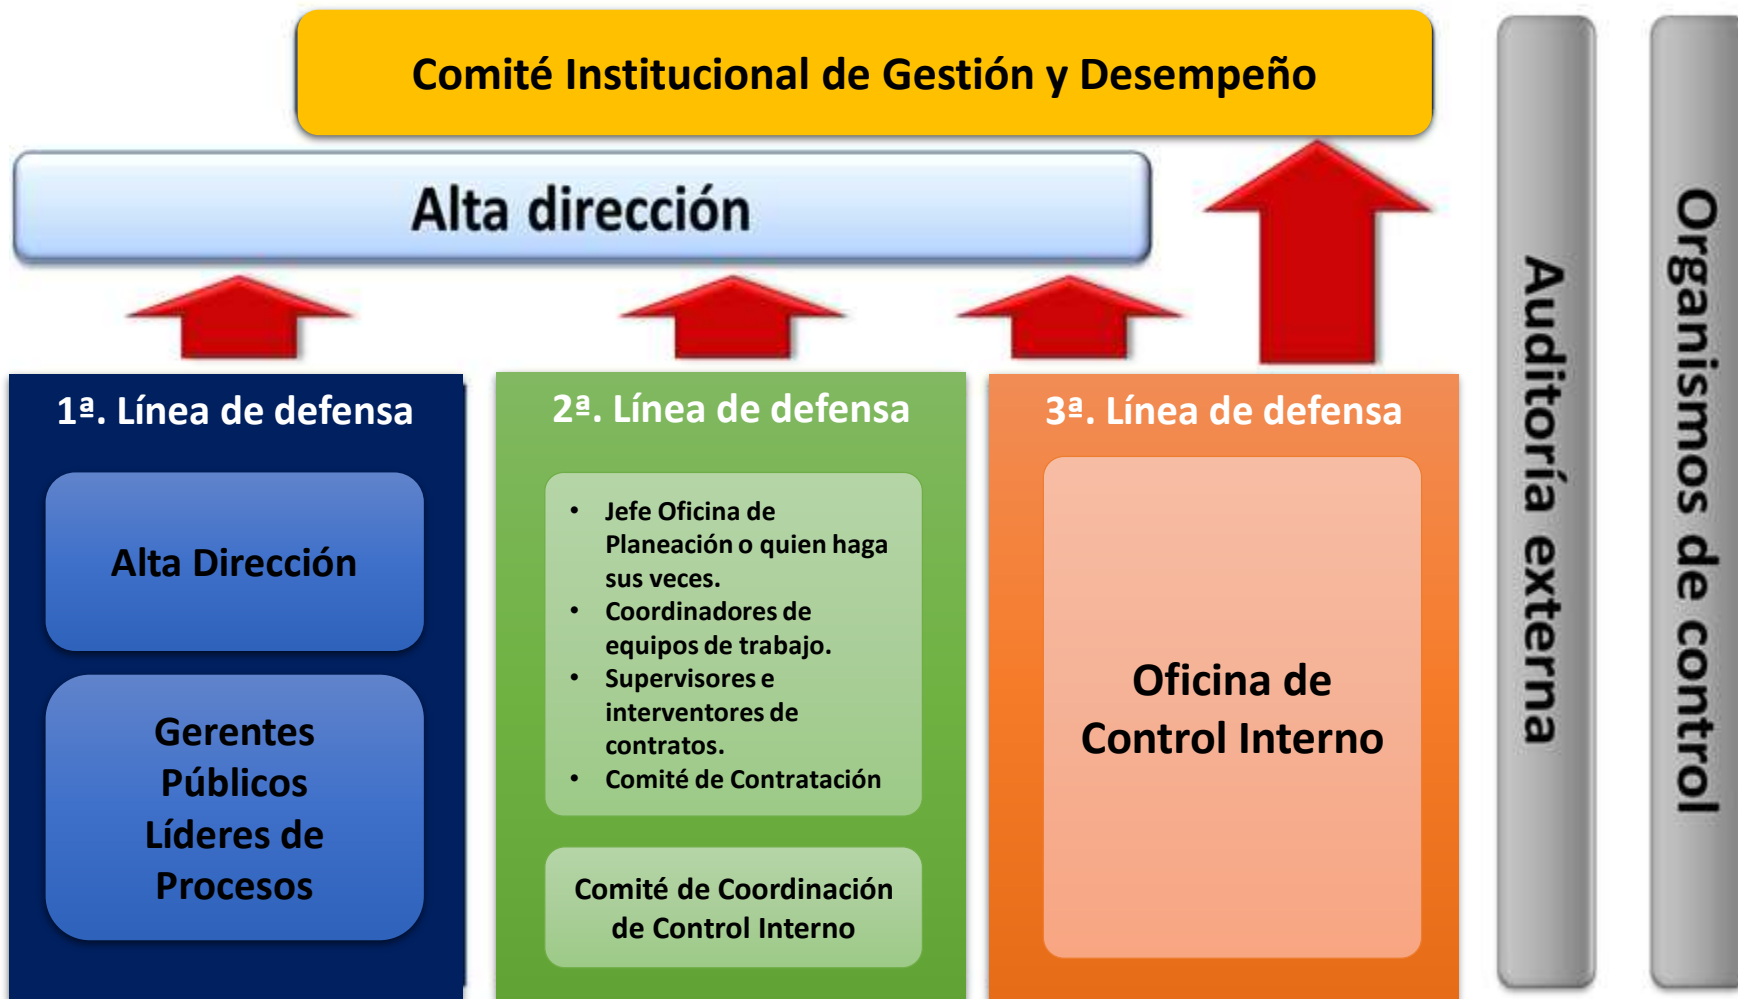 Comité Institucional de Gestión y Desempeño
Alta dirección
1ª. Línea de defensa
Alta Dirección
Gerentes
Públicos
Líderes de
Procesos
2ª. Línea de defensa
• Jefe Oficina de
Planeación o quien haga
sus veces.
• Coordinadores de
equipos de trabajo.
• Supervisores e
interventores de
contratos.
• Comité de Contratación
Comité de Coordinación
de Control Interno
3ª. Línea de defensa
Oficina de
Control Interno
Auditoría externa
Organismos de control